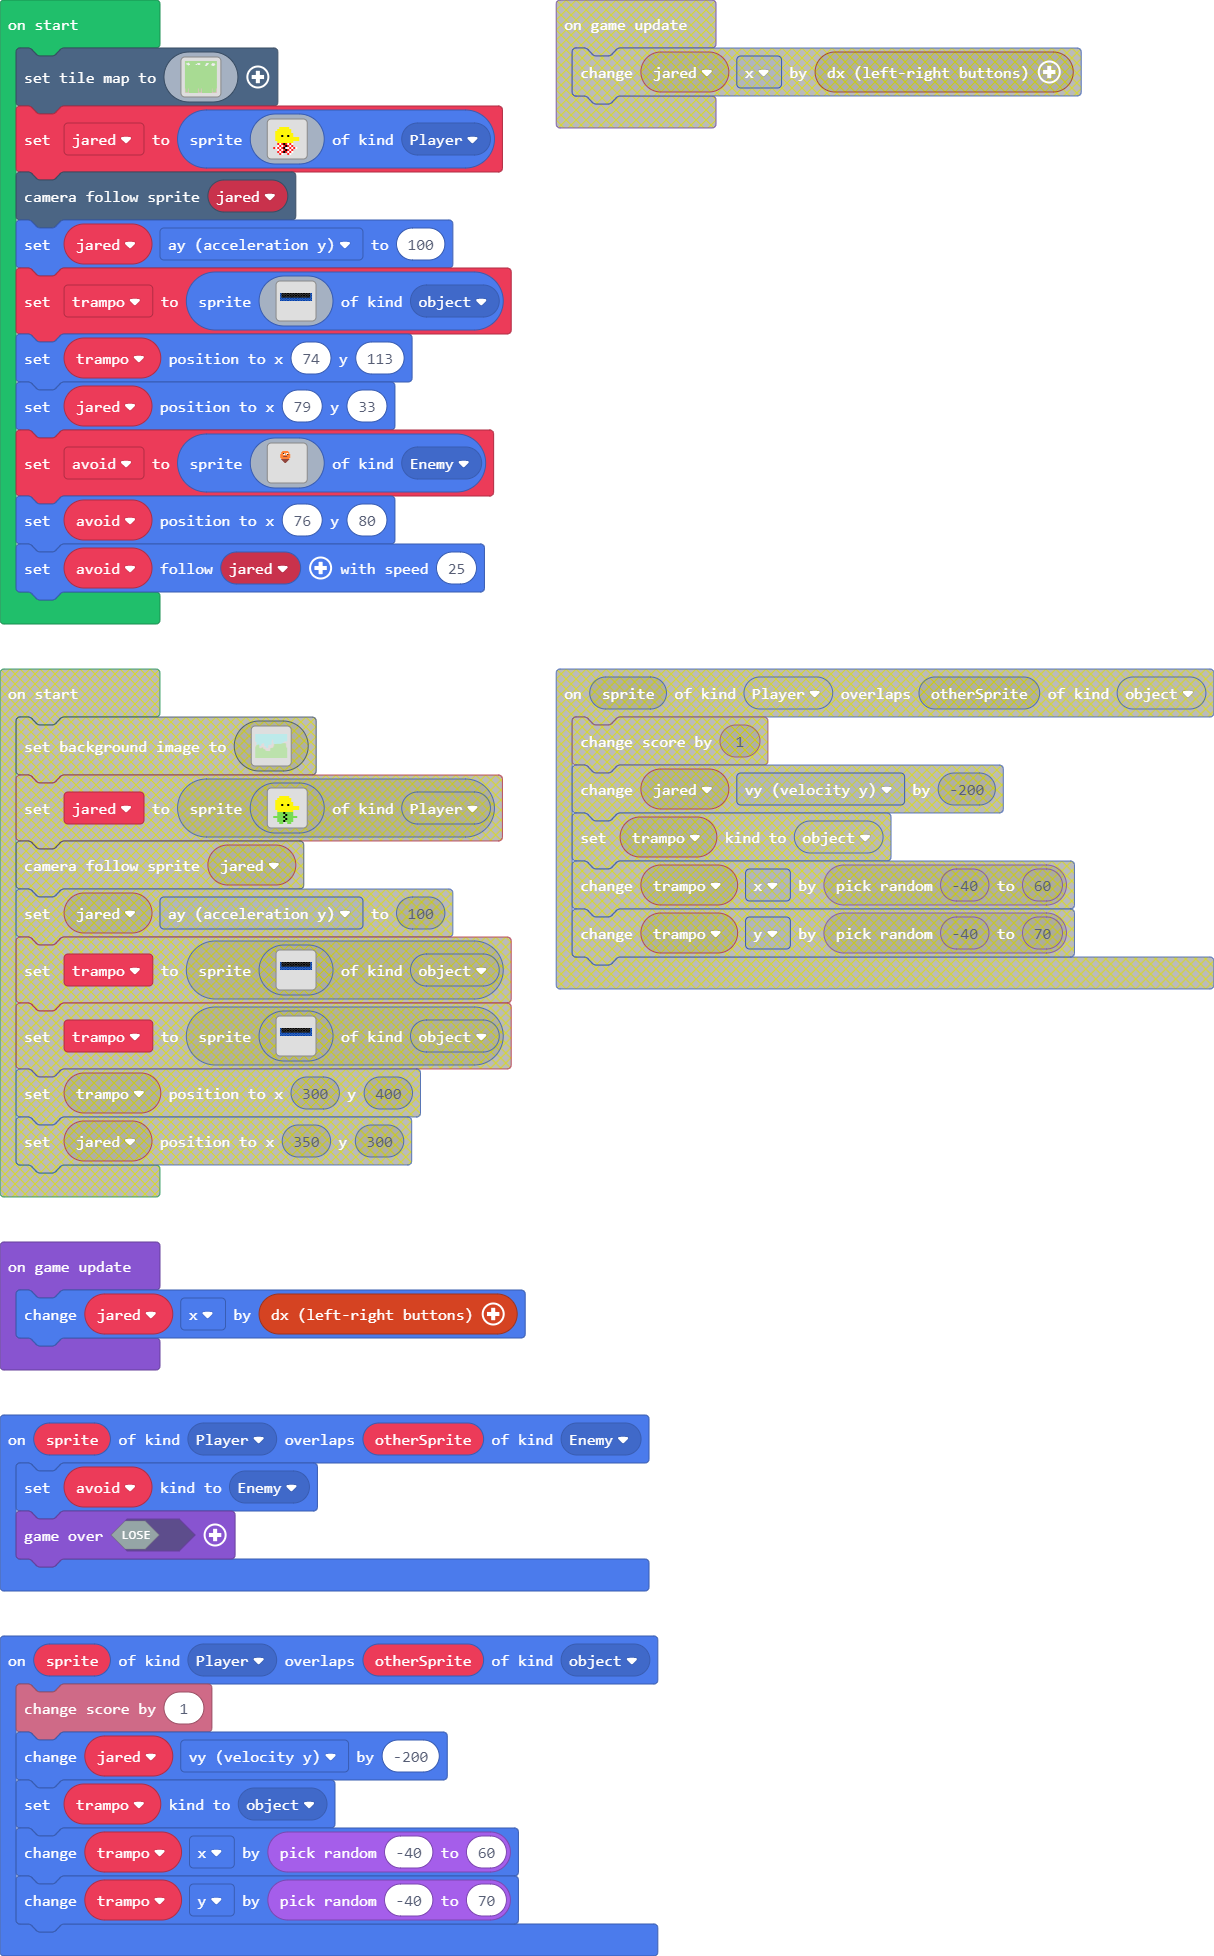 on start
set tile map to
set jared to sprite of kind Player
camera follow sprite jared
set jared ay (acceleration y) to 100
set trampo to sprite of kind object
set trampo position to x 74 y 113
set jared position to x 79 y 33
set avoid to sprite of kind Enemy
set avoid position to x 76 y 80
set avoid follow jared with speed 25
on game update
change jared x by dx (left-right buttons)
on start
set background image to
set jared to sprite of kind Player
camera follow sprite jared
set jared ay (acceleration y) to 100
set trampo to sprite of kind object
set trampo to sprite of kind object
set trampo position to x 300 y 400
set jared position to x 350 y 300
on sprite of kind Player overlaps otherSprite of kind object
change score by 1
change jared vy (velocity y) by -200
set trampo kind to object
change trampo x by pick random -40 to 60
change trampo y by pick random -40 to 70
on game update
change jared x by dx (left-right buttons)
on sprite of kind Player overlaps otherSprite of kind Enemy
set avoid kind to Enemy
game over LOSE
on sprite of kind Player overlaps otherSprite of kind object
change score by 1
change jared vy (velocity y) by -200
set trampo kind to object
change trampo x by pick random -40 to 60
change trampo y by pick random -40 to 70